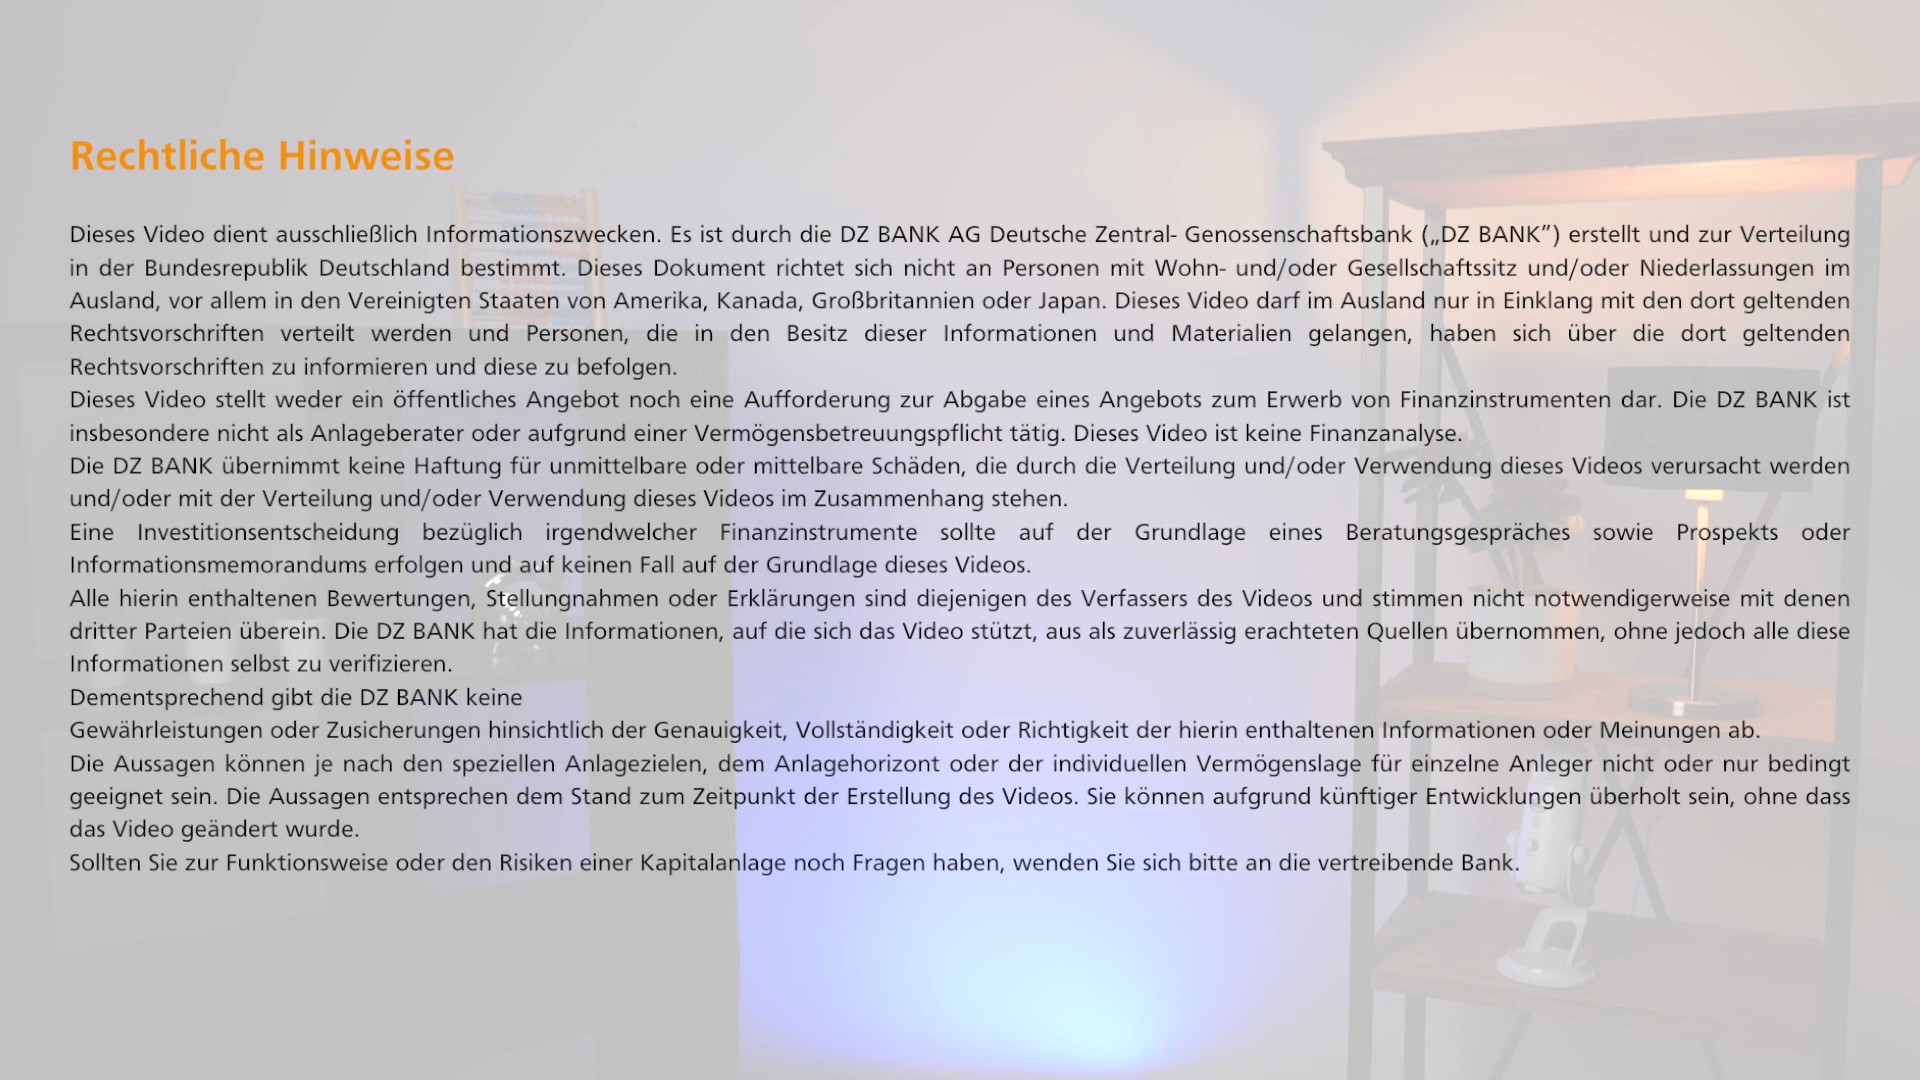 Rechtliche Hinweise
Dieses Video dient ausschließlich Informationszwecken. Es ist durch die DZ BANK AG Deutsche Zentral- Genossenschaftsbank („DZ BANK”) erstellt und zur Verteilung
in der Bundesrepublik Deutschland bestimmt. Dieses Dokument richtet sich nicht an Personen mit Wohn- und/oder Gesellschaftssitz und/oder Niederlassungen im
Ausland, vor allem in den Vereinigten Staaten von Amerika, Kanada, Großbritannien oder Japan. Dieses Video darf im Ausland nur in Einklang mit den dort geltenden
Rechtsvorschriften verteilt werden und Personen, die in den Besitz dieser Informationen und Materialien gelangen, haben sich über die dort geltenden
Rechtsvorschriften zu informieren und diese zu befolgen.
Dieses Video stellt weder ein öffentliches Angebot noch eine Aufforderung zur Abgabe eines Angebots zum Erwerb von Finanzinstrumenten dar. Die DZ BANK ist
insbesondere nicht als Anlageberater oder aufgrund einer Vermögensbetreuungspflicht tätig. Dieses Video ist keine Finanzanalyse.
Die DZ BANK übernimmt keine Haftung für unmittelbare oder mittelbare Schäden, die durch die Verteilung und/oder Verwendung dieses Videos verursacht werden
und/oder mit der Verteilung und/oder Verwendung dieses Videos im Zusammenhang stehen.
Eine Investitionsentscheidung bezüglich irgendwelcher Finanzinstrumente sollte auf der Grundlage eines Beratungsgespräches sowie Prospekts oder
Informationsmemorandums erfolgen und auf keinen Fall auf der Grundlage dieses Videos.
Alle hierin enthaltenen Bewertungen, Stellungnahmen oder Erklärungen sind diejenigen des Verfassers des Videos und stimmen nicht notwendigerweise mit denen
dritter Parteien überein. Die DZ BANK hat die Informationen, auf die sich das Video stützt, aus als zuverlässig erachteten Quellen übernommen, ohne jedoch alle diese
Informationen selbst zu verifizieren.
Dementsprechend gibt die DZ BANK keine
Gewährleistungen oder Zusicherungen hinsichtlich der Genauigkeit, Vollständigkeit oder Richtigkeit der hierin enthaltenen Informationen oder Meinungen ab.
Die Aussagen können je nach den speziellen Anlagezielen, dem Anlagehorizont oder der individuellen Vermögenslage für einzelne Anleger nicht oder nur bedingt
geeignet sein. Die Aussagen entsprechen dem Stand zum Zeitpunkt der Erstellung des Videos. Sie können aufgrund künftiger Entwicklungen überholt sein, ohne dass
das Video geändert wurde.
Sollten Sie zur Funktionsweise oder den Risiken einer Kapitalanlage noch Fragen haben, wenden Sie sich bitte an die vertreibende Bank.